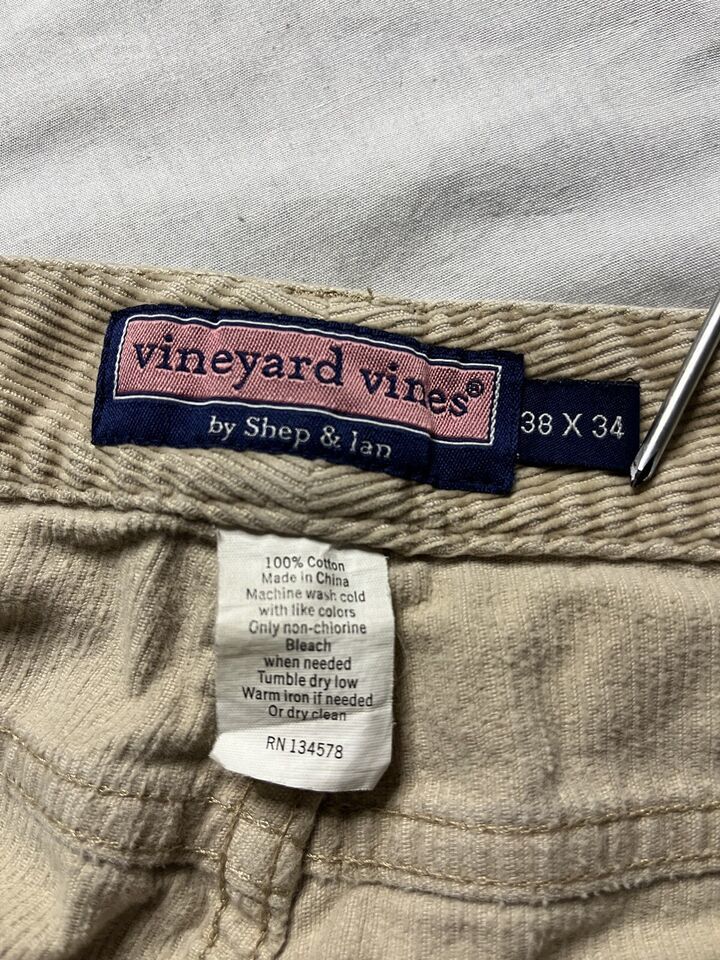 vineyard vines®
by Shep & Ian
38 X 34
100% Cotton
Made in China
Machine wash cold
with like colors
Only non-chlorine
Bleach
when needed
Tumble dry low
Warm iron if needed
Or dry clean
RN 134578